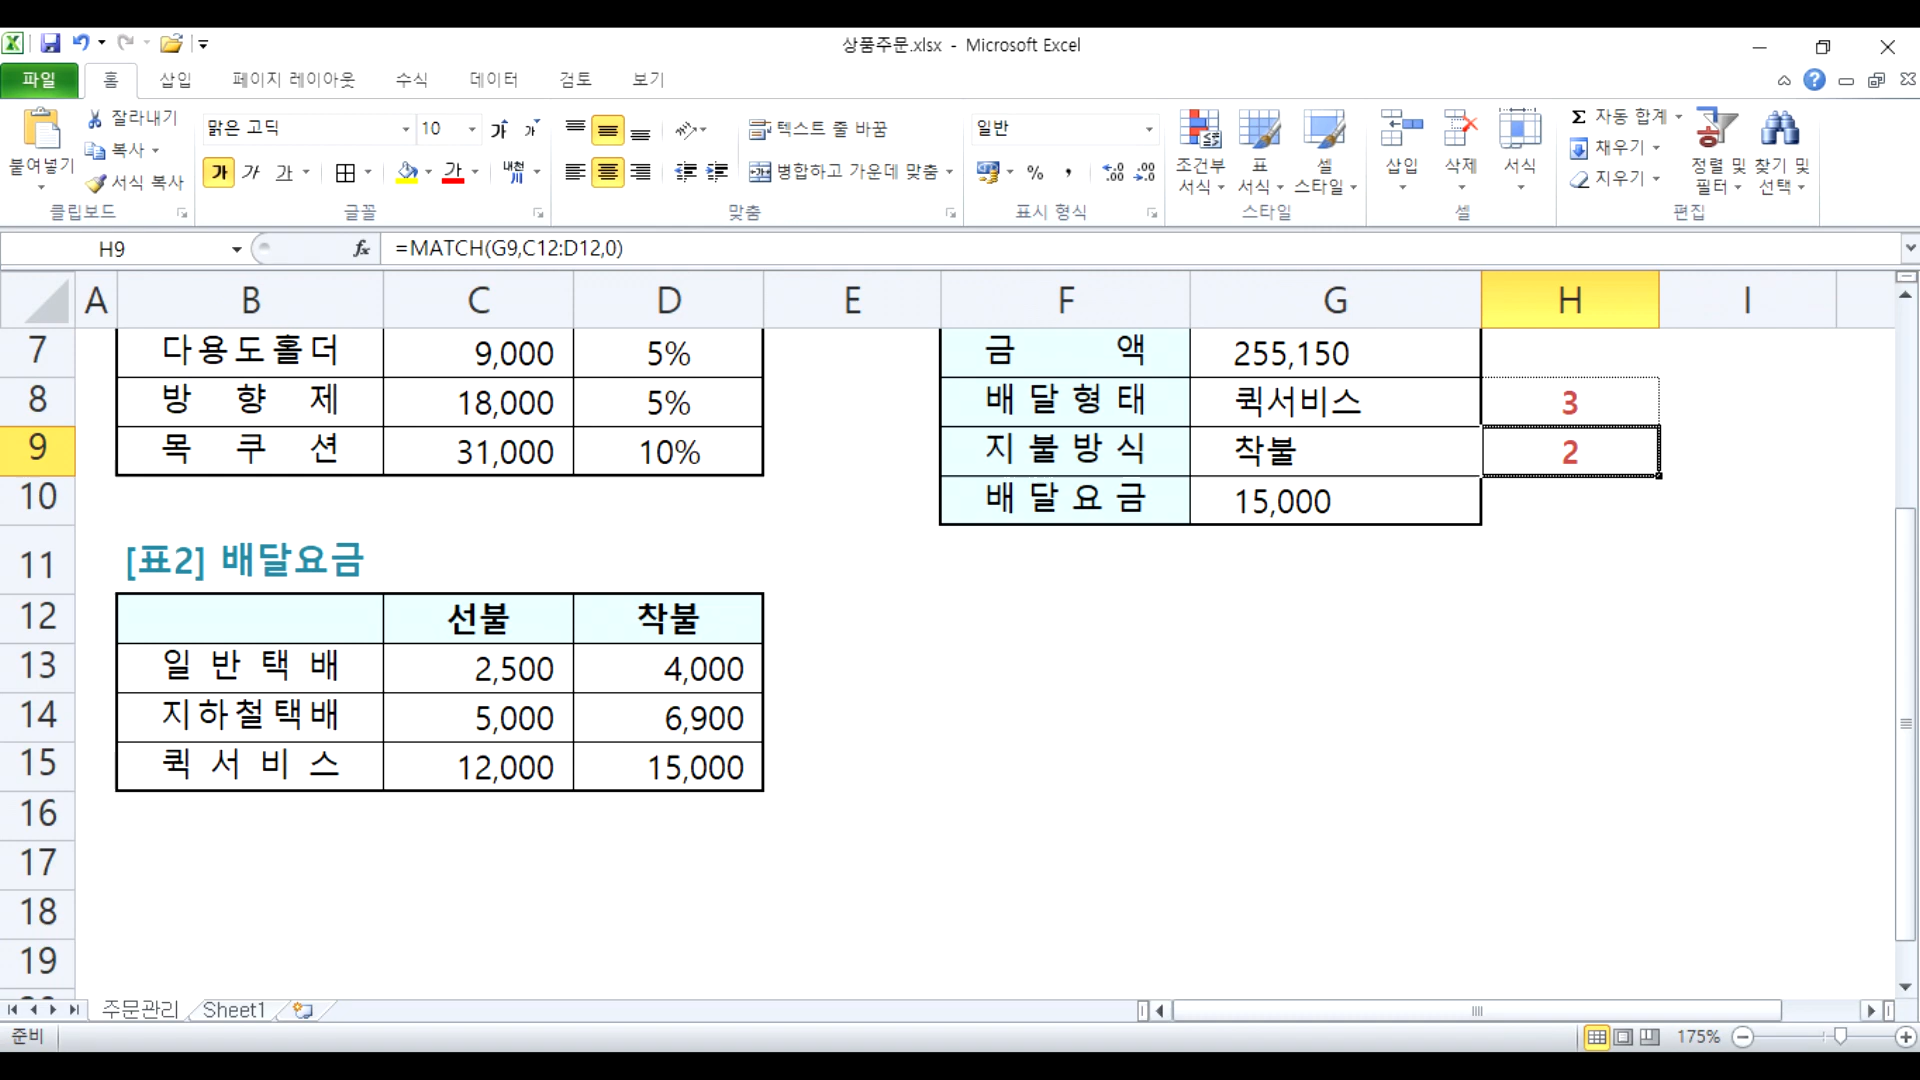 상품주문.xlsx - Microsoft Excel
파일 홈 삽입 페이지 레이아웃 수식 데이터 검토 보기
붙여넣기 잘라내기 복사 서식 복사 클립보드
맑은 고딕 10 가 가 가 가 가 가 내천 川 글꼴
텍스트 줄 바꿈 병합하고 가운데 맞춤 맞춤
일반 % , .0 .00 .00 .0 표시 형식
조건부 서식 표 서식 셀 스타일 스타일
삽입 삭제 서식 셀
Σ 자동 합계 채우기 지우기 정렬 및 필터 찾기 및 선택 편집
H9 fx =MATCH(G9,C12:D12,0)
A B C D E F G H I
7 다용도홀더 9,000 5% 금 액 255,150
8 방 향 제 18,000 5% 배달형태 퀵서비스 3
9 목 쿠 션 31,000 10% 지불방식 착불 2
10 배달요금 15,000
11 [표2] 배달요금
12 선불 착불
13 일반택배 2,500 4,000
14 지하철택배 5,000 6,900
15 퀵서비스 12,000 15,000
16
17
18
19
주문관리 Sheet1
준비 175%